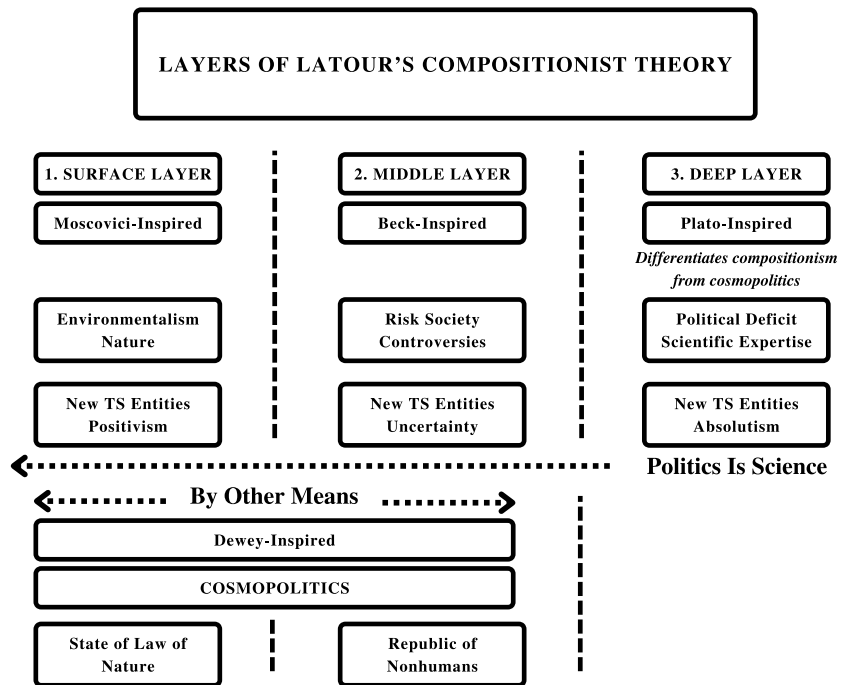 LAYERS OF LATOUR’S COMPOSITIONIST THEORY
1. SURFACE LAYER
Moscovici-Inspired
Environmentalism
Nature
New TS Entities
Positivism
2. MIDDLE LAYER
Beck-Inspired
Risk Society
Controversies
New TS Entities
Uncertainty
3. DEEP LAYER
Plato-Inspired
Differentiates compositionism
from cosmopolitics
Political Deficit
Scientific Expertise
New TS Entities
Absolutism
Politics Is Science
By Other Means
Dewey-Inspired
COSMOPOLITICS
State of Law of
Nature
Republic of
Nonhumans